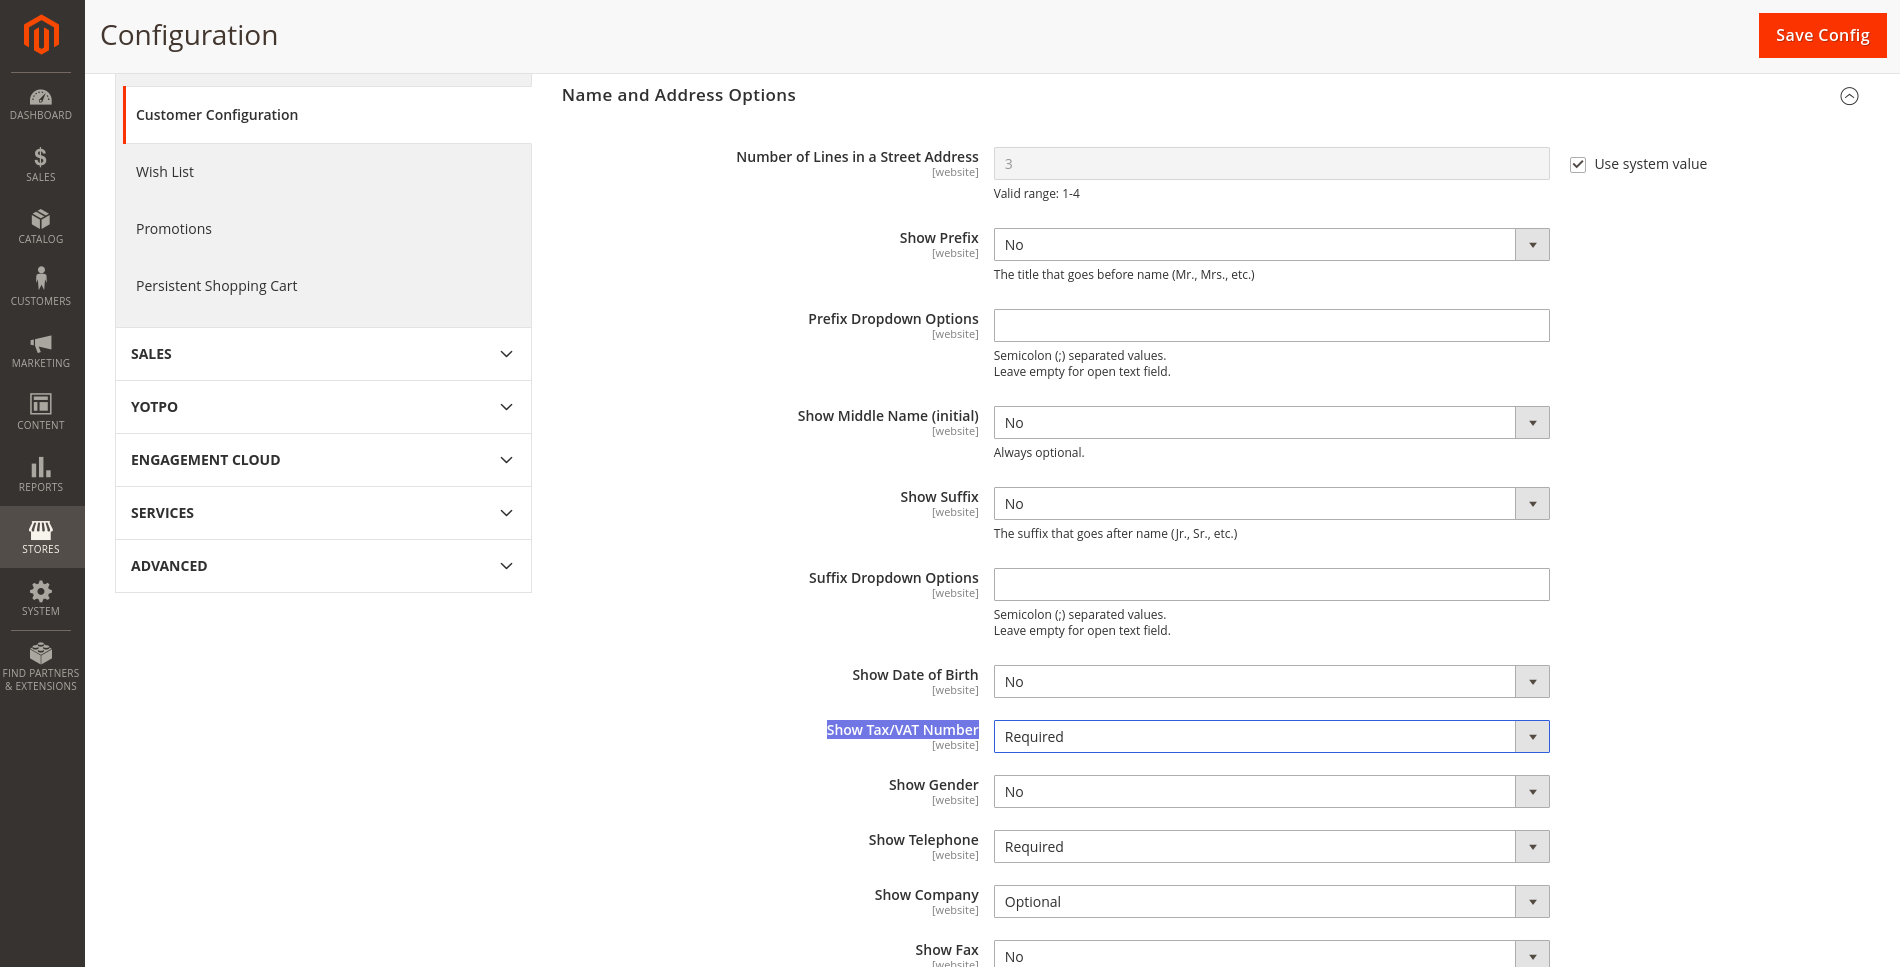 Configuration
Save Config
DASHBOARD
SALES
CATALOG
CUSTOMERS
MARKETING
CONTENT
REPORTS
STORES
SYSTEM
FIND PARTNERS
& EXTENSIONS
Customer Configuration
Wish List
Promotions
Persistent Shopping Cart
SALES
YOTPO
ENGAGEMENT CLOUD
SERVICES
ADVANCED
Name and Address Options
Number of Lines in a Street Address
[website]
3
Use system value
Valid range: 1-4
Show Prefix
[website]
No
The title that goes before name (Mr., Mrs., etc.)
Prefix Dropdown Options
[website]
Semicolon (;) separated values.
Leave empty for open text field.
Show Middle Name (initial)
[website]
No
Always optional.
Show Suffix
[website]
No
The suffix that goes after name (Jr., Sr., etc.)
Suffix Dropdown Options
[website]
Semicolon (;) separated values.
Leave empty for open text field.
Show Date of Birth
[website]
No
Show Tax/VAT Number
[website]
Required
Show Gender
[website]
No
Show Telephone
[website]
Required
Show Company
[website]
Optional
Show Fax
[website]
No